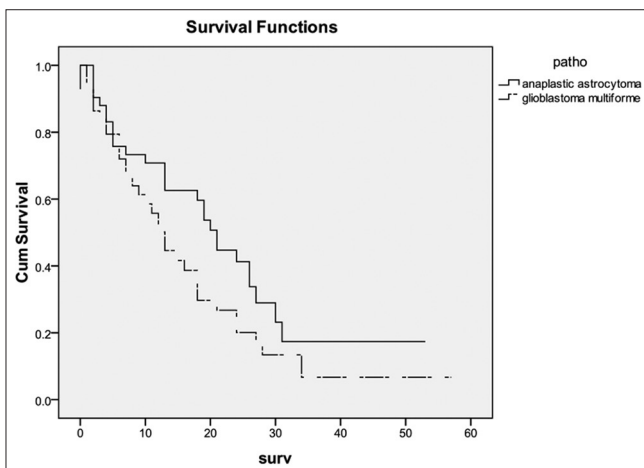 Survival Functions
patho
anaplastic astrocytoma
glioblastoma multiforme
Cum Survival
1.0
0.8
0.6
0.4
0.2
0.0
0 10 20 30 40 50 60
surv